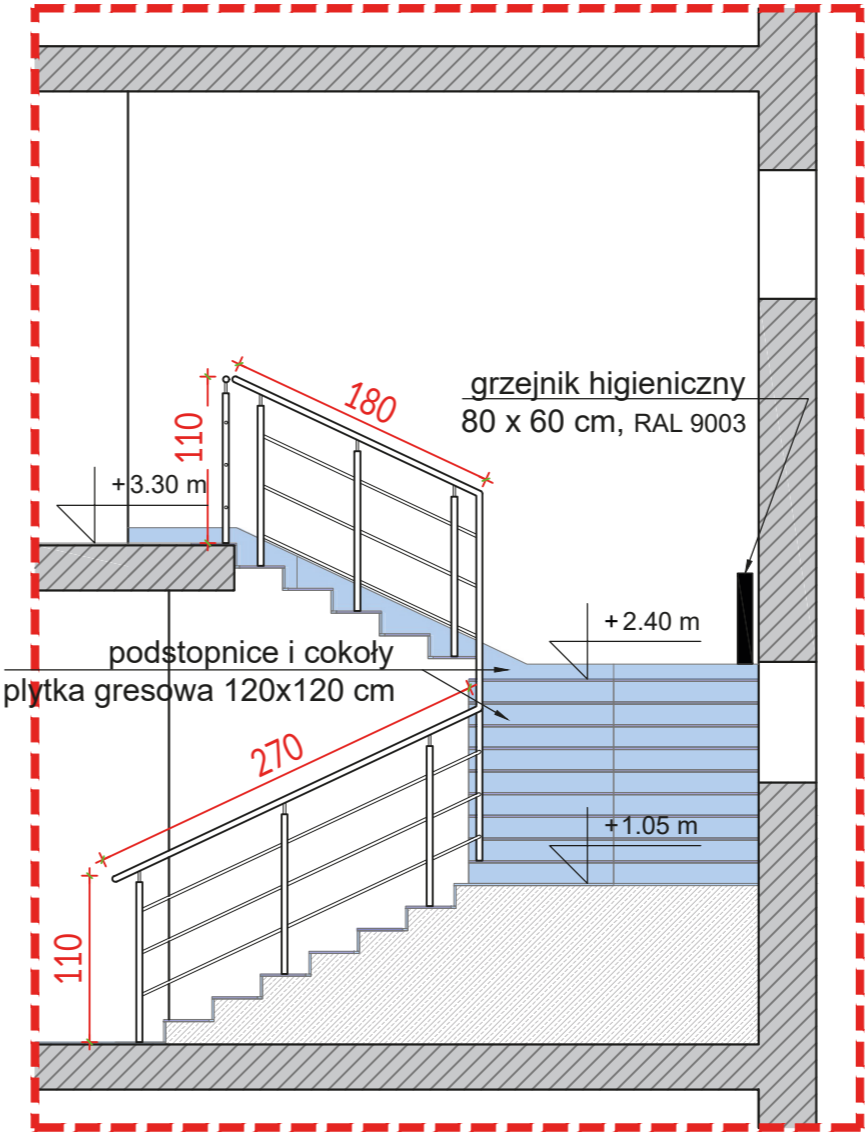 180
grzejnik higieniczny
80 x 60 cm, RAL 9003
110
+3.30 m
+2.40 m
podstopnice i cokoły
plytka gresowa 120x120 cm
270
+1.05 m
110